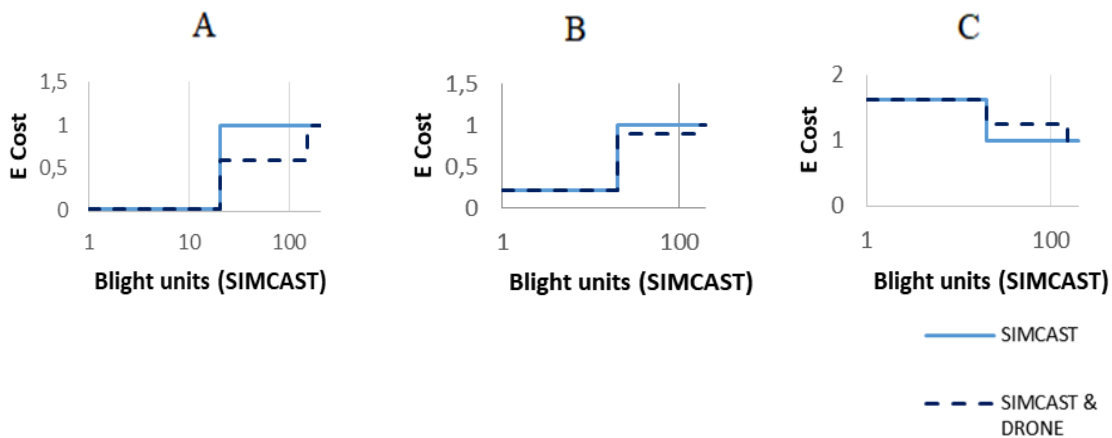 A
B
C
E Cost
1,5
1
0,5
0
1
10
100
Blight units (SIMCAST)
E Cost
1,5
1
0,5
0
1
100
Blight units (SIMCAST)
E Cost
2
1
0
1
100
Blight units (SIMCAST)
SIMCAST
SIMCAST &
DRONE